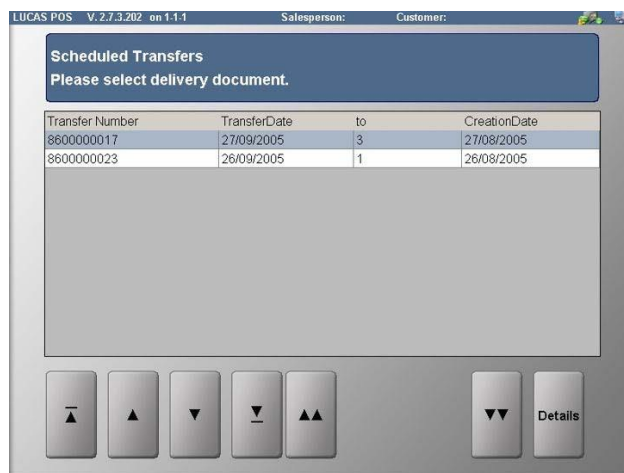 LUCAS POS V. 2.7.3.202 on 1-1-1 Salesperson: Customer:
Scheduled Transfers
Please select delivery document.
Transfer Number TransferDate to CreationDate
8600000017 27/09/2005 3 27/08/2005
8600000023 26/09/2005 1 26/08/2005
Details